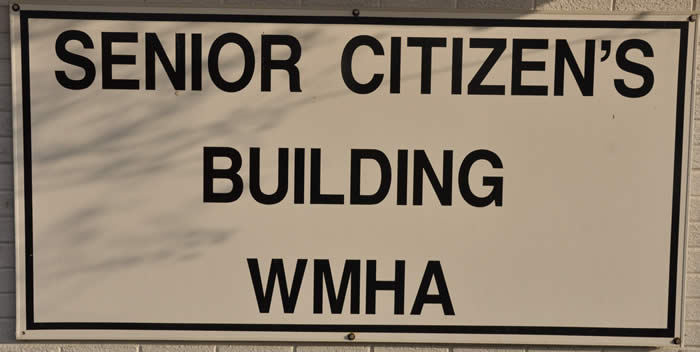 SENIOR CITIZEN'S
BUILDING
WMHA